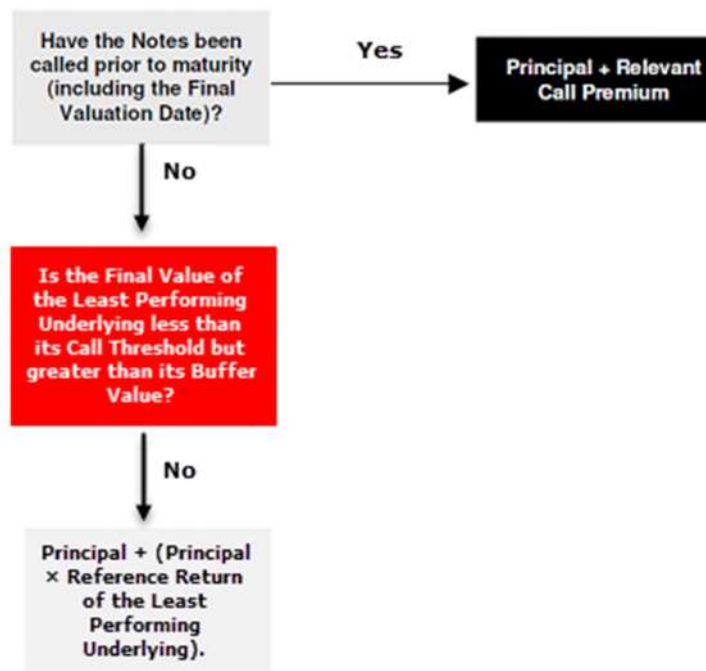 Have the Notes been
called prior to maturity
(including the Final
Valuation Date)?
Yes
Principal + Relevant
Call Premium
No
Is the Final Value of
the Least Performing
Underlying less than
its Call Threshold but
greater than its Buffer
Value?
No
Principal + (Principal
× Reference Return
of the Least
Performing
Underlying).